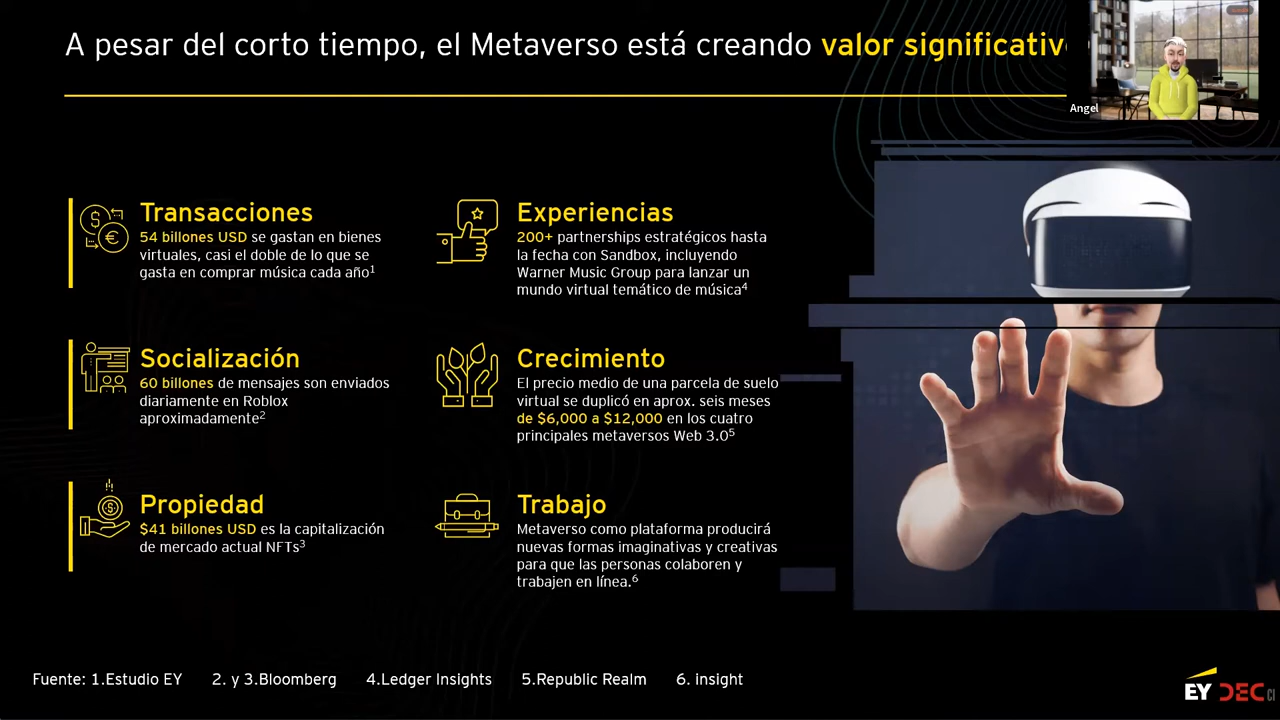 A pesar del corto tiempo, el Metaverso está creando valor significativ
Angel
Transacciones
54 billones USD se gastan en bienes
virtuales, casi el doble de lo que se
gasta en comprar música cada año1
Experiencias
200+ partnerships estratégicos hasta
la fecha con Sandbox, incluyendo
Warner Music Group para lanzar un
mundo virtual temático de música4
Socialización
60 billones de mensajes son enviados
diariamente en Roblox
aproximadamente2
Crecimiento
El precio medio de una parcela de suelo
virtual se duplicó en aprox. seis meses
de $6,000 a $12,000 en los cuatro
principales metaversos Web 3.05
Propiedad
$41 billones USD es la capitalización
de mercado actual NFTs3
Trabajo
Metaverso como plataforma producirá
nuevas formas imaginativas y creativas
para que las personas colaboren y
trabajen en línea.6
Fuente: 1.Estudio EY 2. y 3.Bloomberg 4.Ledger Insights 5.Republic Realm 6. insight
EY DEC